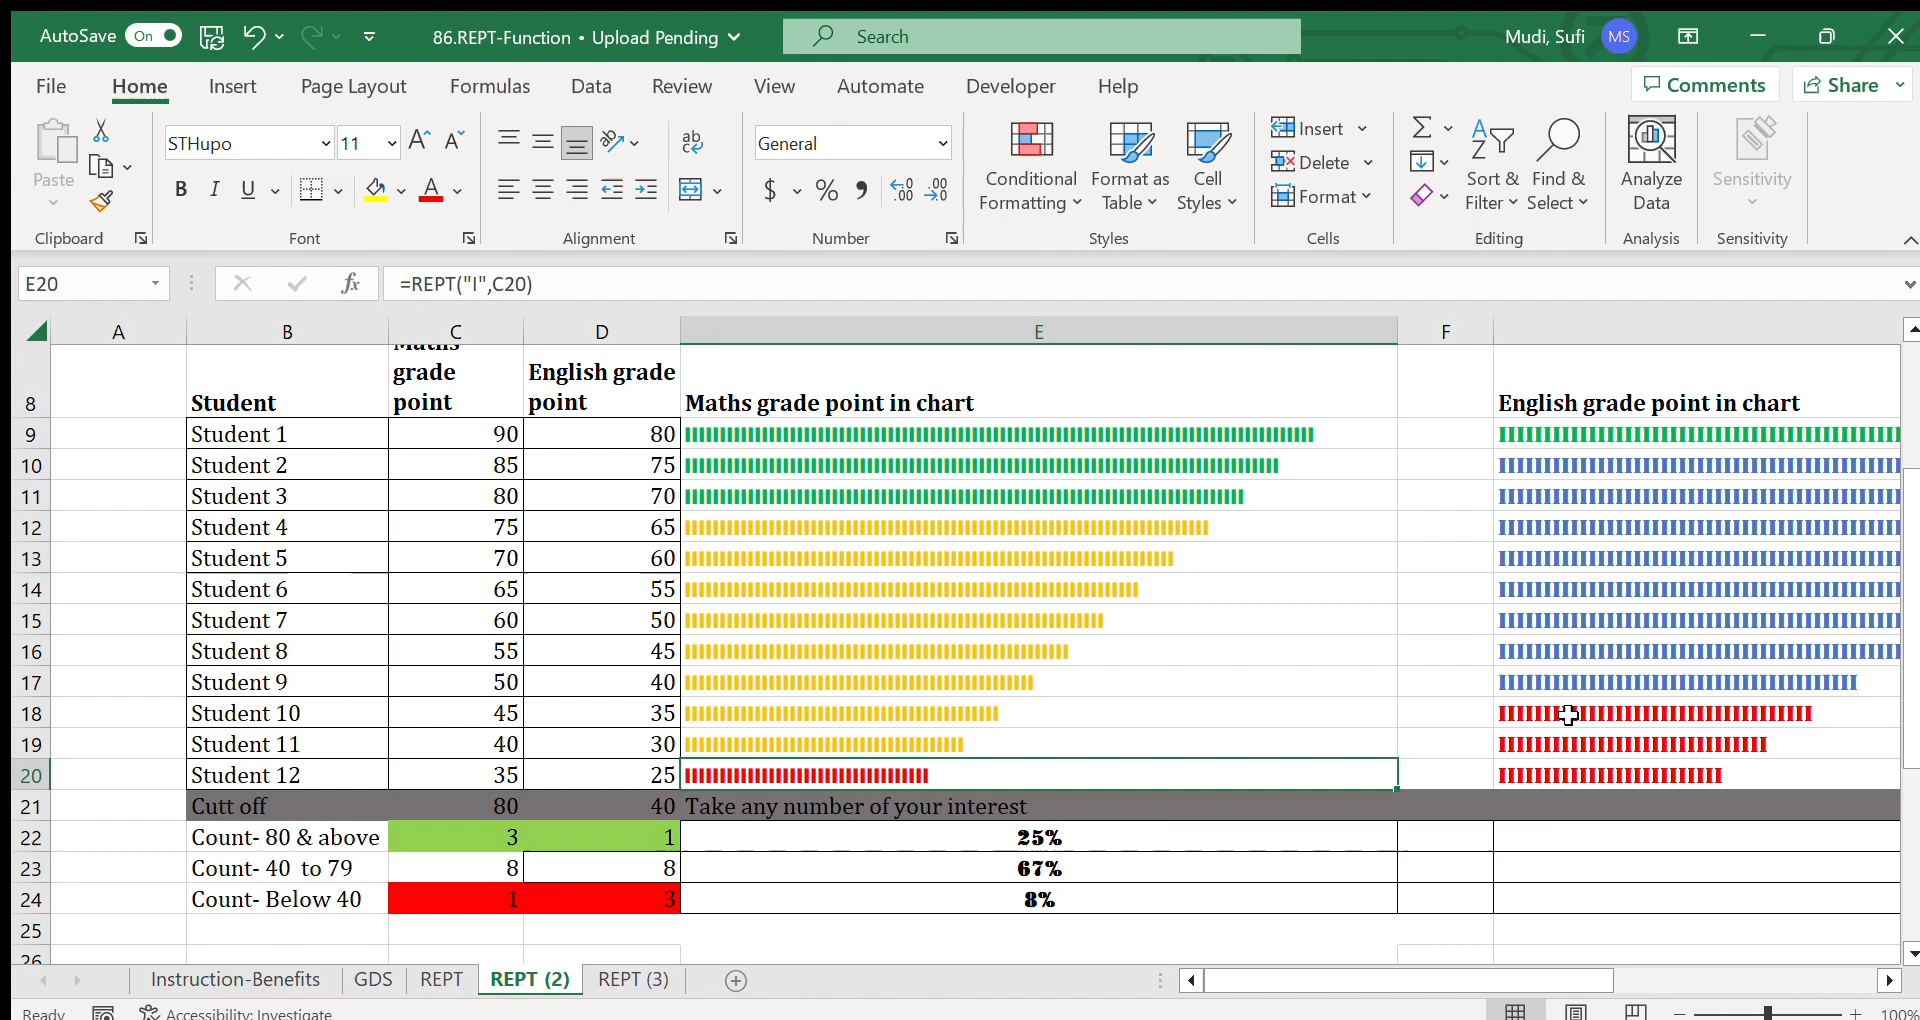 AutoSave On 86.REPT-Function • Upload Pending Search Mudi, Sufi MS
File Home Insert Page Layout Formulas Data Review View Automate Developer Help Comments Share
Paste STHupo 11 General Conditional Formatting Format as Table Cell Styles Insert Delete Format Sort & Filter Find & Select Analyze Data Sensitivity
Clipboard Font Alignment Number Styles Cells Editing Analysis Sensitivity
E20 fx =REPT("I",C20)
A B C D E F
8 Student Maths grade point English grade point Maths grade point in chart English grade point in chart
9 Student 1 90 80
10 Student 2 85 75
11 Student 3 80 70
12 Student 4 75 65
13 Student 5 70 60
14 Student 6 65 55
15 Student 7 60 50
16 Student 8 55 45
17 Student 9 50 40
18 Student 10 45 35
19 Student 11 40 30
20 Student 12 35 25
21 Cutt off 80 40 Take any number of your interest
22 Count- 80 & above 3 1 25%
23 Count- 40 to 79 8 8 67%
24 Count- Below 40 1 3 8%
25
26
Instruction-Benefits GDS REPT REPT (2) REPT (3)
Ready Accessibility: Investigate 100%